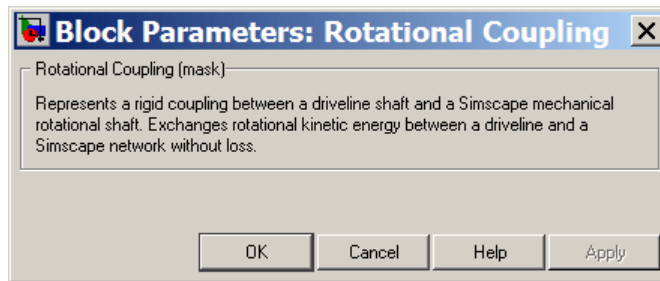 Block Parameters: Rotational Coupling
Rotational Coupling (mask)
Represents a rigid coupling between a driveline shaft and a Simscape mechanical
rotational shaft. Exchanges rotational kinetic energy between a driveline and a
Simscape network without loss.
OK Cancel Help Apply